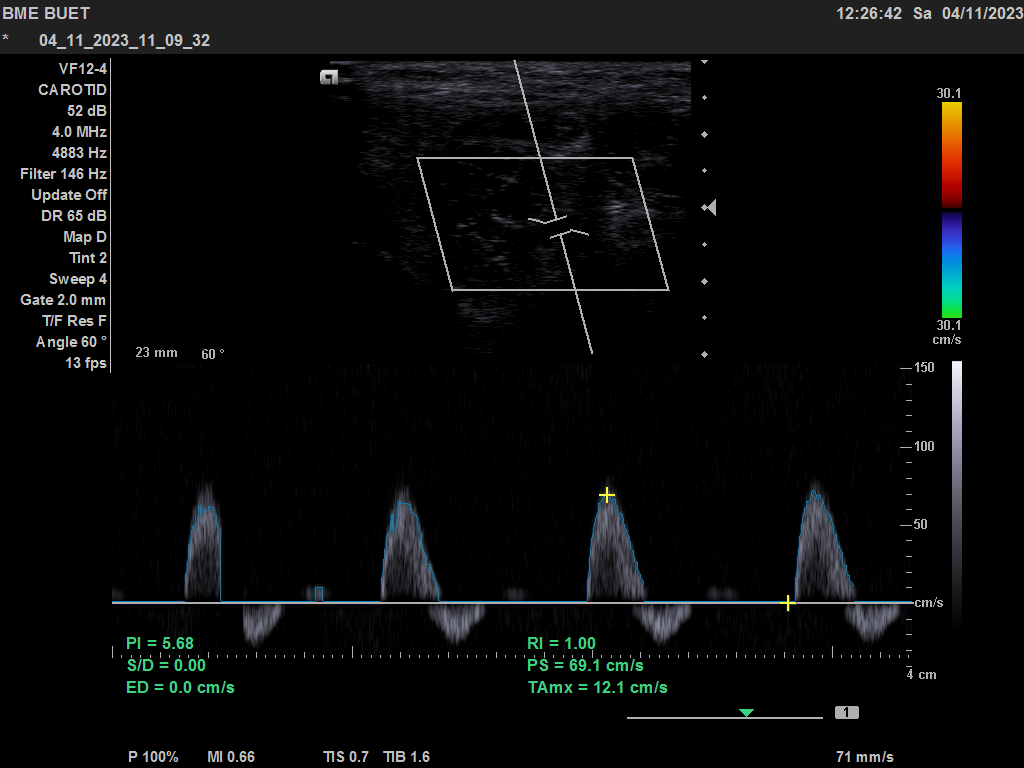 BME BUET 12:26:42 Sa 04/11/2023
* 04_11_2023_11_09_32
VF12-4
CAROTID
52 dB
4.0 MHz
4883 Hz
Filter 146 Hz
Update Off
DR 65 dB
Map D
Tint 2
Sweep 4
Gate 2.0 mm
T/F Res F
Angle 60 °
13 fps
23 mm 60 °
30.1
30.1
cm/s
150
100
50
cm/s
4 cm
PI = 5.68 RI = 1.00
S/D = 0.00 PS = 69.1 cm/s
ED = 0.0 cm/s TAmx = 12.1 cm/s
1
P 100% MI 0.66 TIS 0.7 TIB 1.6 71 mm/s